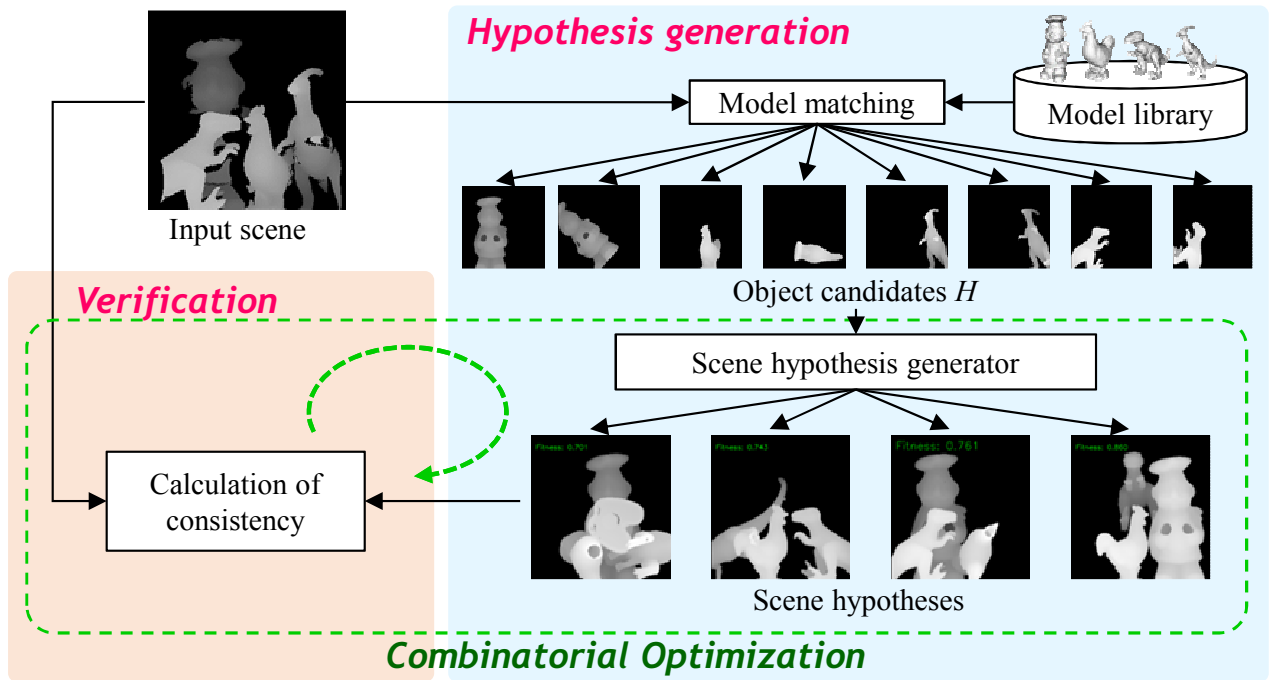 Hypothesis generation
Model matching
Model library
Input scene
Object candidates H
Verification
Scene hypothesis generator
Calculation of
consistency
Fitness: 0.761
Scene hypotheses
Combinatorial Optimization